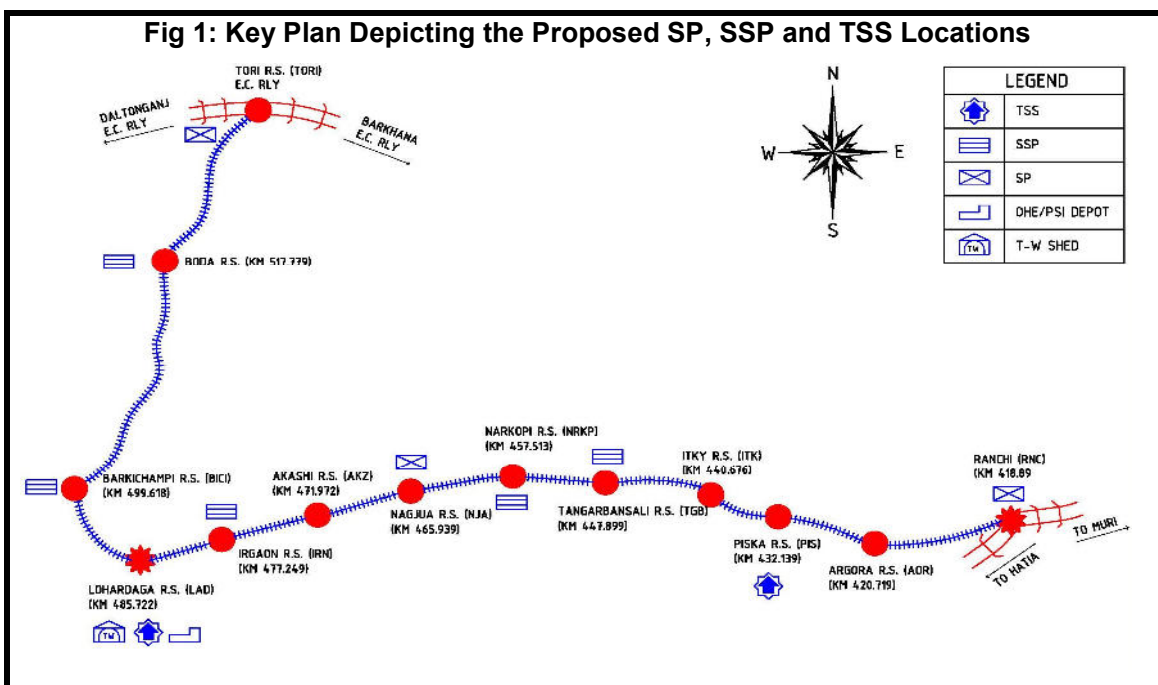 Fig 1: Key Plan Depicting the Proposed SP, SSP and TSS Locations
TORI R.S. (TORI)
E.C. RLY
DALTONGANJ
E.C. RLY
BARKHANA
E.C. RLY
N
W
E
S
LEGEND
TSS
SSP
SP
OHE/PSI DEPOT
TW
T-W SHED
BODA R.S. (KM 517.779)
BARKICHAMPI R.S. (BICI)
(KM 499.618)
LOHARDAGA R.S. (LAD)
(KM 485.722)
TW
IRGAON R.S. (IRN)
(KM 477.249)
AKASHI R.S. (AKZ)
(KM 471.972)
NAGJUA R.S. (NJA)
(KM 465.939)
NARKOPI R.S. (NRKP)
(KM 457.513)
TANGARBANSALI R.S. (TGB)
(KM 447.899)
ITKY R.S. (ITK)
(KM 440.676)
PISKA R.S. (PIS)
(KM 432.139)
ARGORA R.S. (AOR)
(KM 420.719)
RANCHI (RNC)
(KM 418.89
TO MURI
TO HATIA